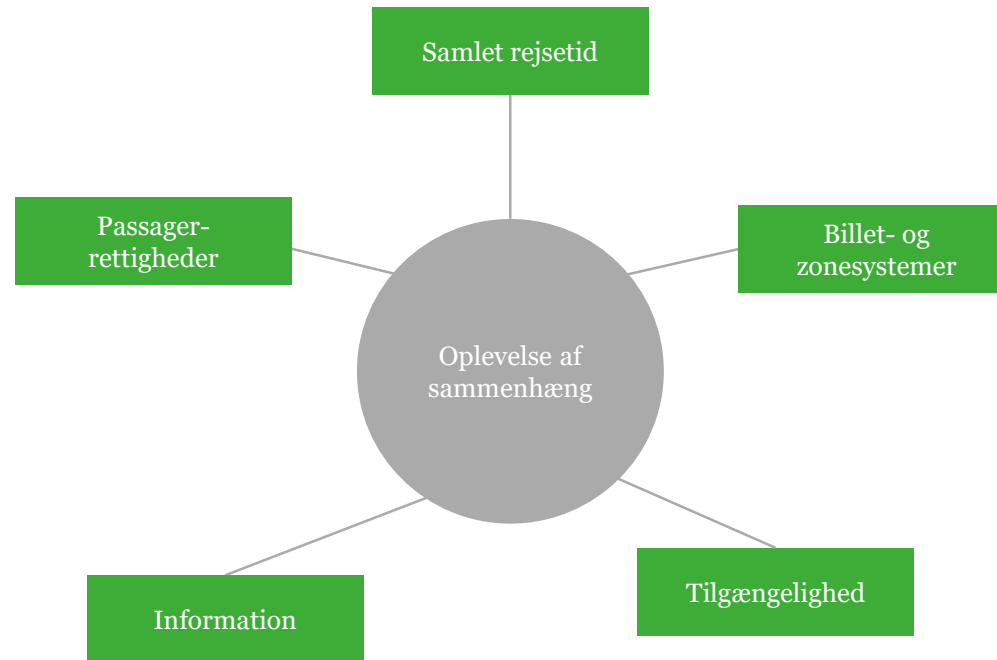 Samlet rejsetid
Passager-
rettigheder
Billet- og
zonesystemer
Oplevelse af
sammenhæng
Information
Tilgængelighed